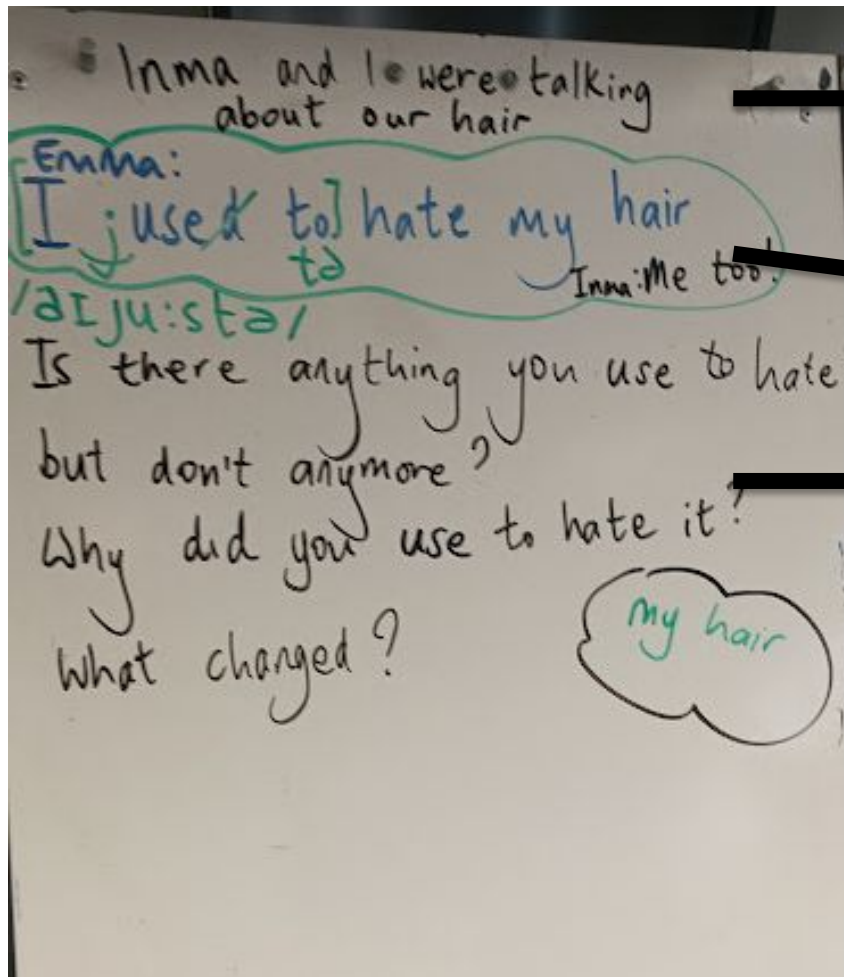 Inma and I were talking
about our hair
Emma:
[I used to] hate my hair
j
tə
Inma: Me too!
/aɪju:stə/
Is there anything you use to hate
but don't anymore?
Why did you use to hate it?
What changed?
my hair